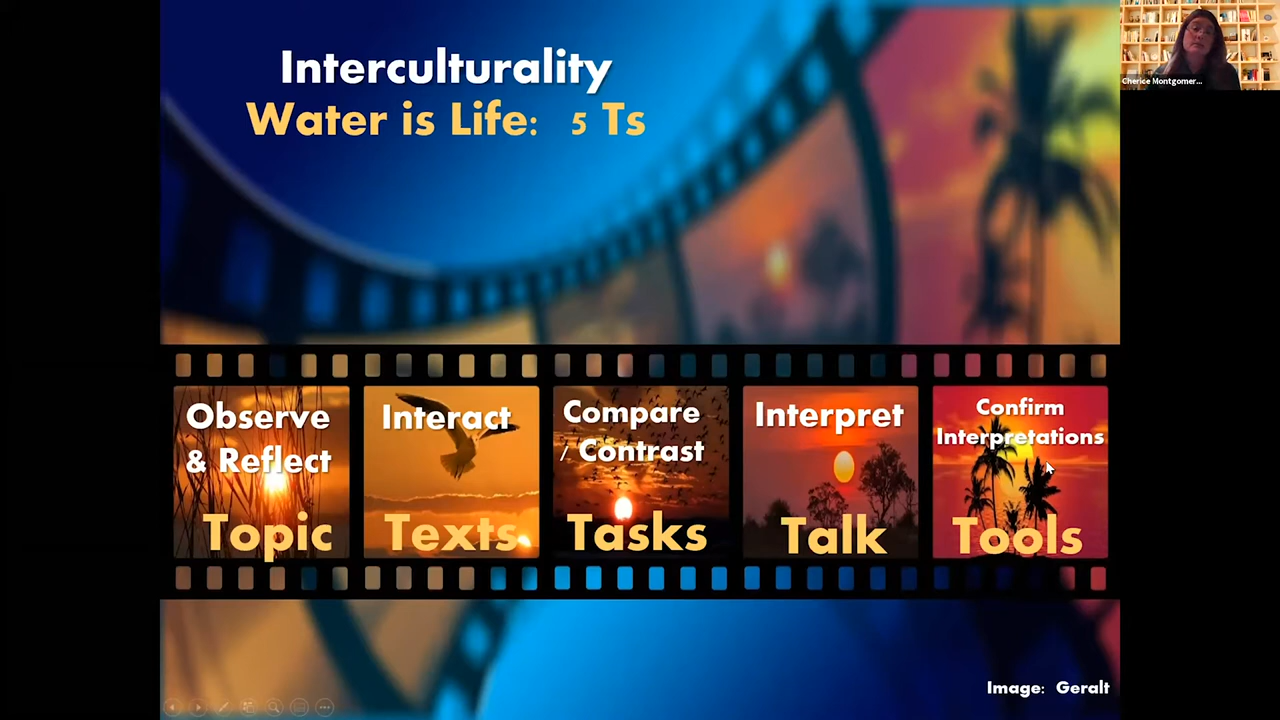 Interculturality
Water is Life: 5 Ts
Cherice Montgomer...
Observe
& Reflect
Topic
Interact
Texts
Compare
/ Contrast
Tasks
Interpret
Talk
Confirm
Interpretations
Tools
Image: Geralt